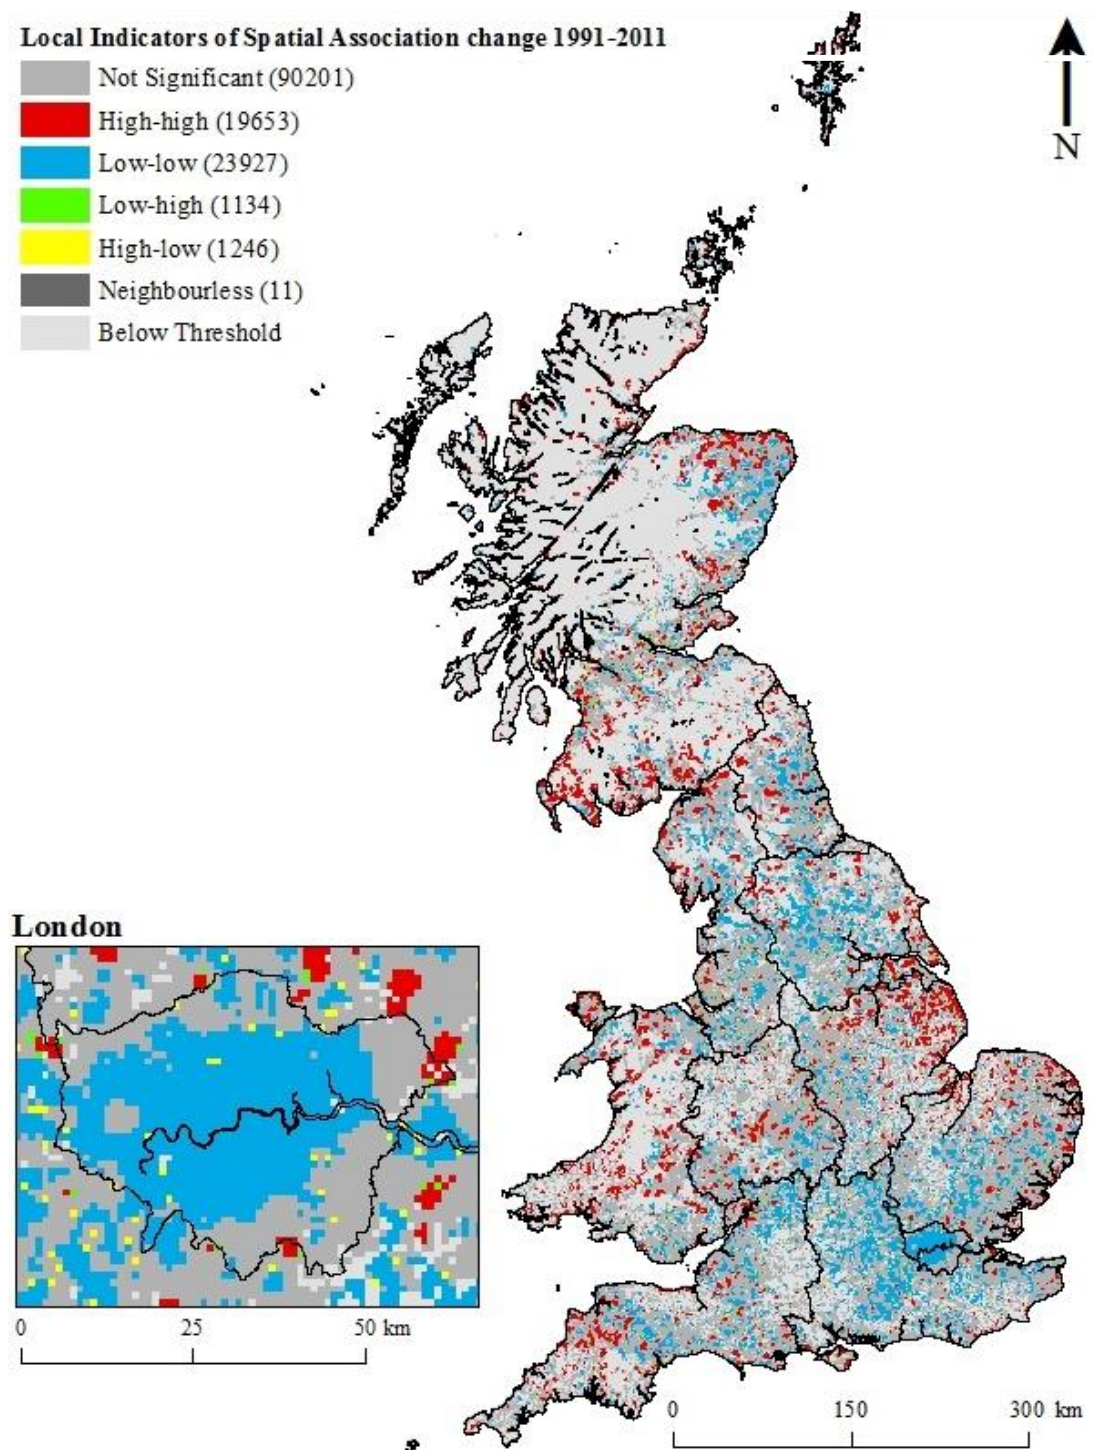 Local Indicators of Spatial Association change 1991-2011
Not Significant (90201)
High-high (19653)
Low-low (23927)
Low-high (1134)
High-low (1246)
Neighbourless (11)
Below Threshold
N
London
0 25 50 km
0 150 300 km